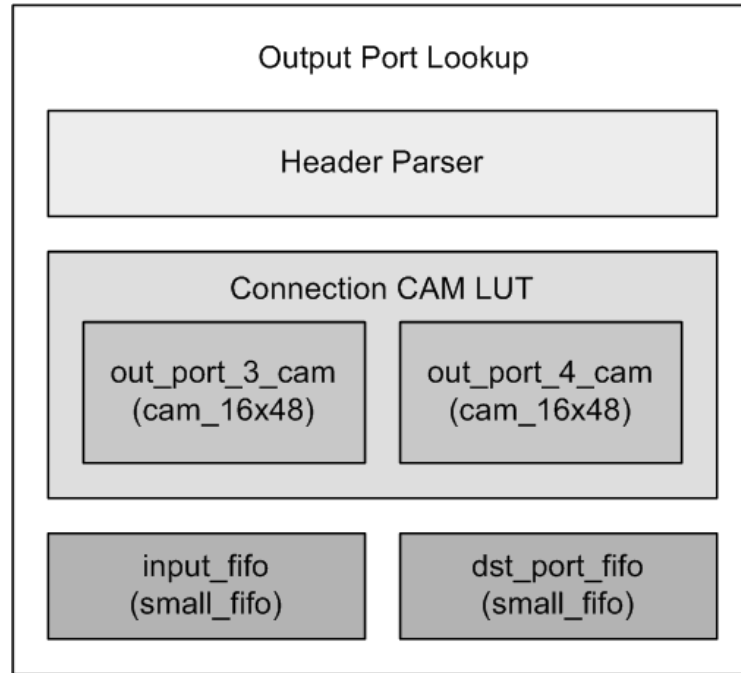 Output Port Lookup
Header Parser
Connection CAM LUT
out_port_3_cam
(cam_16x48)
out_port_4_cam
(cam_16x48)
input_fifo
(small_fifo)
dst_port_fifo
(small_fifo)